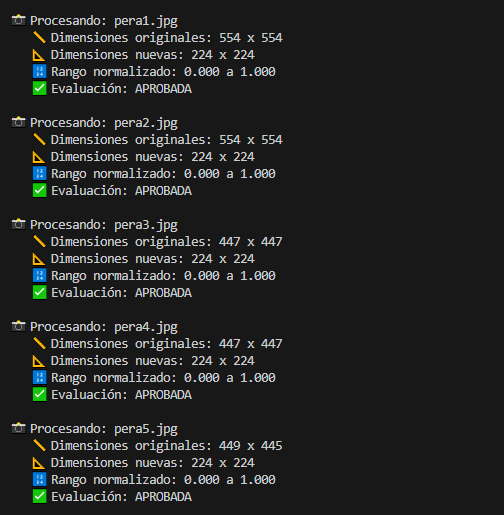 📷 Procesando: pera1.jpg
📏 Dimensiones originales: 554 x 554
📐 Dimensiones nuevas: 224 x 224
🔢 Rango normalizado: 0.000 a 1.000
✅ Evaluación: APROBADA

📷 Procesando: pera2.jpg
📏 Dimensiones originales: 554 x 554
📐 Dimensiones nuevas: 224 x 224
🔢 Rango normalizado: 0.000 a 1.000
✅ Evaluación: APROBADA

📷 Procesando: pera3.jpg
📏 Dimensiones originales: 447 x 447
📐 Dimensiones nuevas: 224 x 224
🔢 Rango normalizado: 0.000 a 1.000
✅ Evaluación: APROBADA

📷 Procesando: pera4.jpg
📏 Dimensiones originales: 447 x 447
📐 Dimensiones nuevas: 224 x 224
🔢 Rango normalizado: 0.000 a 1.000
✅ Evaluación: APROBADA

📷 Procesando: pera5.jpg
📏 Dimensiones originales: 449 x 445
📐 Dimensiones nuevas: 224 x 224
🔢 Rango normalizado: 0.000 a 1.000
✅ Evaluación: APROBADA